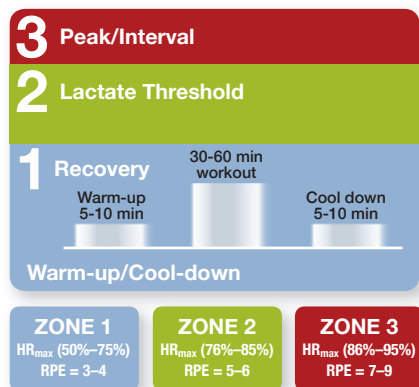 3 Peak/Interval
2 Lactate Threshold
1 Recovery
30-60 min
workout
Warm-up
5-10 min
Cool down
5-10 min
Warm-up/Cool-down
ZONE 1
HRmax (50%–75%)
RPE = 3–4
ZONE 2
HRmax (76%–85%)
RPE = 5–6
ZONE 3
HRmax (86%–95%)
RPE = 7–9